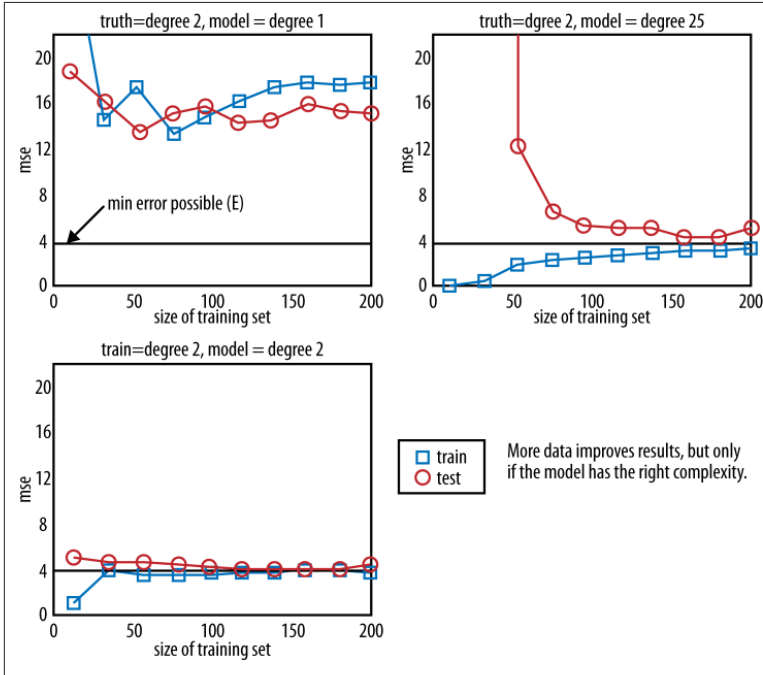 truth=degree 2, model = degree 1
20
16
12
8
4
0
mse
min error possible (E)
0 50 100 150 200
size of training set
truth=dgree 2, model = degree 25
20
16
12
8
4
0
mse
0 50 100 150 200
size of training set
train=degree 2, model = degree 2
20
16
12
8
4
0
mse
0 50 100 150 200
size of training set
train
test
More data improves results, but only
if the model has the right complexity.